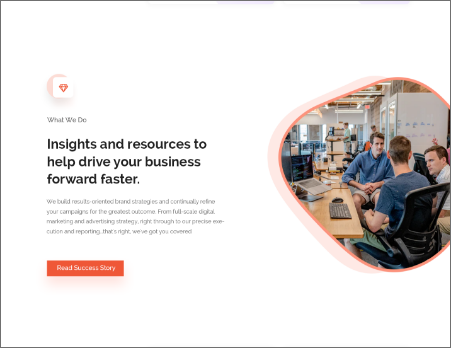 What We Do
Insights and resources to
help drive your business
forward faster.
We build results-oriented brand strategies and continually refine
your campaigns for the greatest outcome. From full-scale digital
marketing and advertising strategy, right through to our precise exe-
cution and reporting, that's right: we've got you covered.
Read Success Story